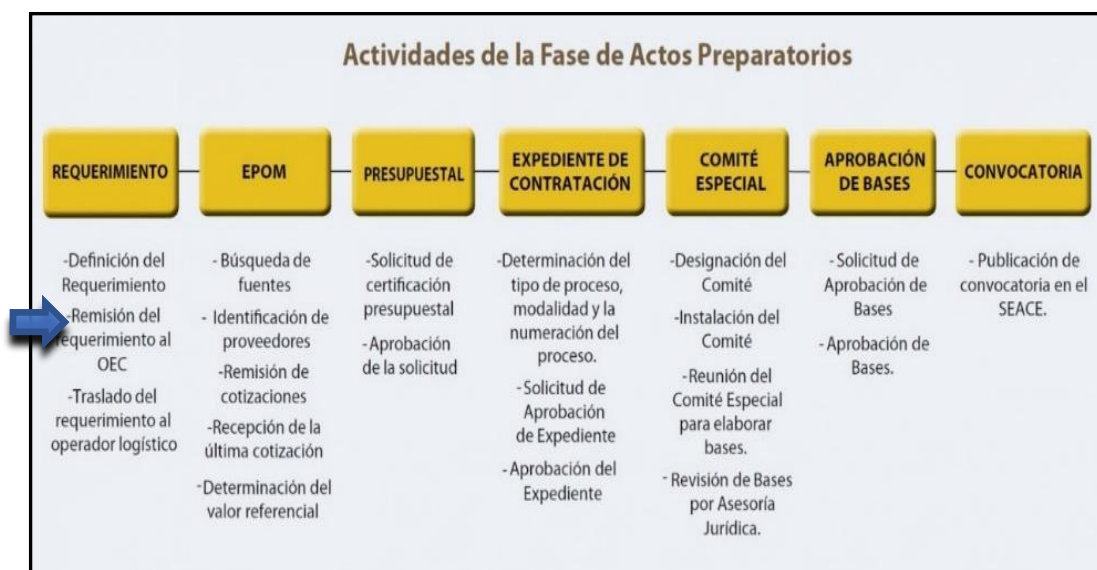 Actividades de la Fase de Actos Preparatorios
REQUERIMIENTO
-Definición del
Requerimiento
-Remisión del
requerimiento al
OEC
-Traslado del
requerimiento al
operador logístico
EPOM
- Búsqueda de
fuentes
- Identificación de
proveedores
-Remisión de
cotizaciones
-Recepción de la
última cotización
-Determinación del
valor referencial
PRESUPUESTAL
-Solicitud de
certificación
presupuestal
-Aprobación
de la solicitud
EXPEDIENTE DE
CONTRATACIÓN
-Determinación del
tipo de proceso,
modalidad y la
numeración del
proceso.
-Solicitud de
Aprobación
de Expediente
-Aprobación del
Expediente
COMITÉ
ESPECIAL
-Designación del
Comité
-Instalación del
Comité
-Reunión del
Comité Especial
para elaborar
bases.
- Revisión de Bases
por Asesoría
Jurídica.
APROBACIÓN
DE BASES
- Solicitud de
Aprobación de
Bases
- Aprobación de
Bases.
CONVOCATORIA
- Publicación de
convocatoria en el
SEACE.